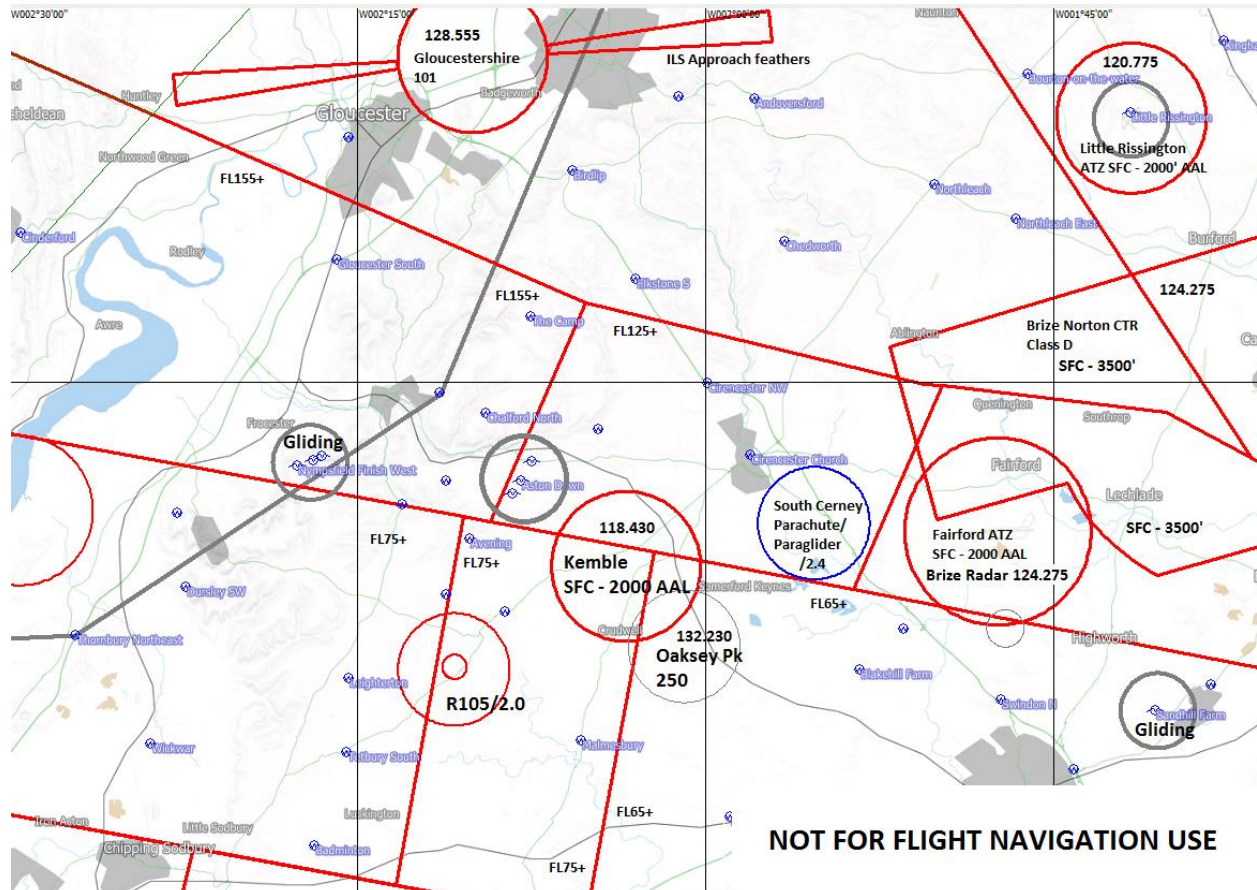 W002°30'00"
W002°15'00"
W001°45'00"
Naunton
128.555
Gloucestershire
101
ILS Approach feathers
120.775
Bourton-on-the-water
Huntley
Badgeworth
Andoversford
Gloucester
Little Rissington
Little Rissington
ATZ SFC - 2000' AAL
Northwood Green
FL155+
Birdlip
Northleach
Northleach East
Cinderford
Rodley
Gloucester South
Chedworth
Burford
Elkstone S
124.275
FL155+
The Camp
FL125+
Awre
Ablington
Brize Norton CTR
Class D
SFC - 3500'
Cirencester NW
Quenington
Southrop
Chalford North
Frocester
Gliding
Nympsfield Finish West
Cirencester Church
Fairford
Aston Down
Lechlade
118.430
South Cerney
Parachute/
Paraglider
/2.4
Fairford ATZ
SFC - 2000 AAL
Brize Radar 124.275
SFC - 3500'
FL75+
Avening
FL75+
Kemble
SFC - 2000 AAL
Dursley SW
Somerford Keynes
FL65+
Thornbury Northeast
Crudwell
132.230
Oaksey Pk
250
Highworth
Leighterton
Blakehill Farm
R105/2.0
Swindon N
Sandhill Farm
Gliding
Wickwar
Tetbury South
Malmesbury
Iron Acton
Little Sodbury
Luckington
FL65+
Chipping Sodbury
Badminton
FL75+
NOT FOR FLIGHT NAVIGATION USE